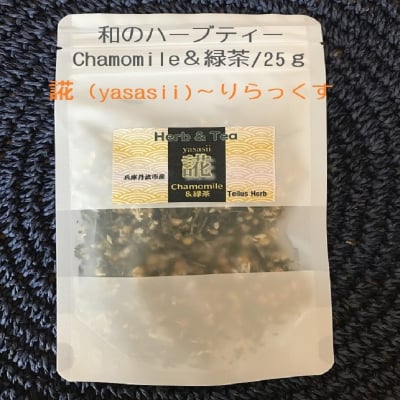 和のハーブティー
Chamomile＆緑茶/25ｇ
誮 (yasasii)～りらっくす
Herb & Tea
yasasii
誮
兵庫丹波市産
Chamomile
＆緑茶
Tellus Herb